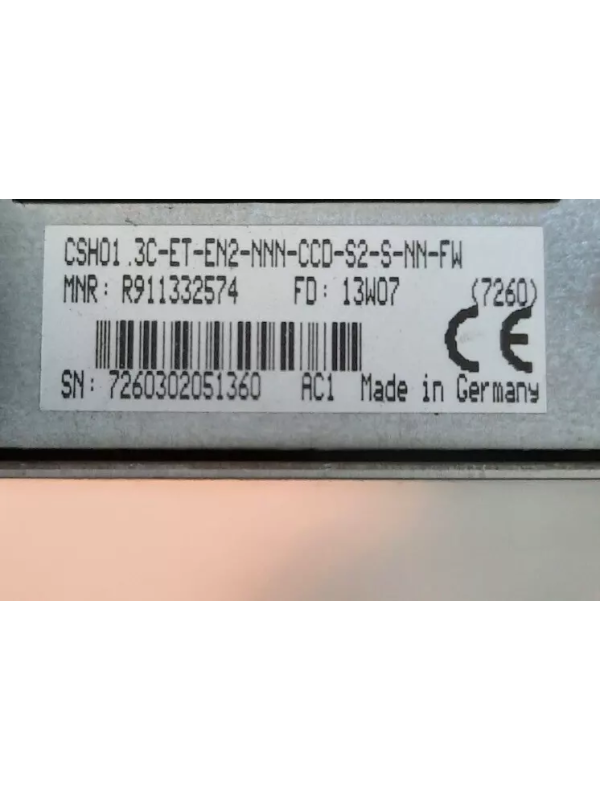 CSH01.3C-ET-EN2-NNN-CCD-S2-S-NN-FW
MNR: R911332574 FD: 13W07 (7260)
CE
SN: 7260302051360 AC1 Made in Germany